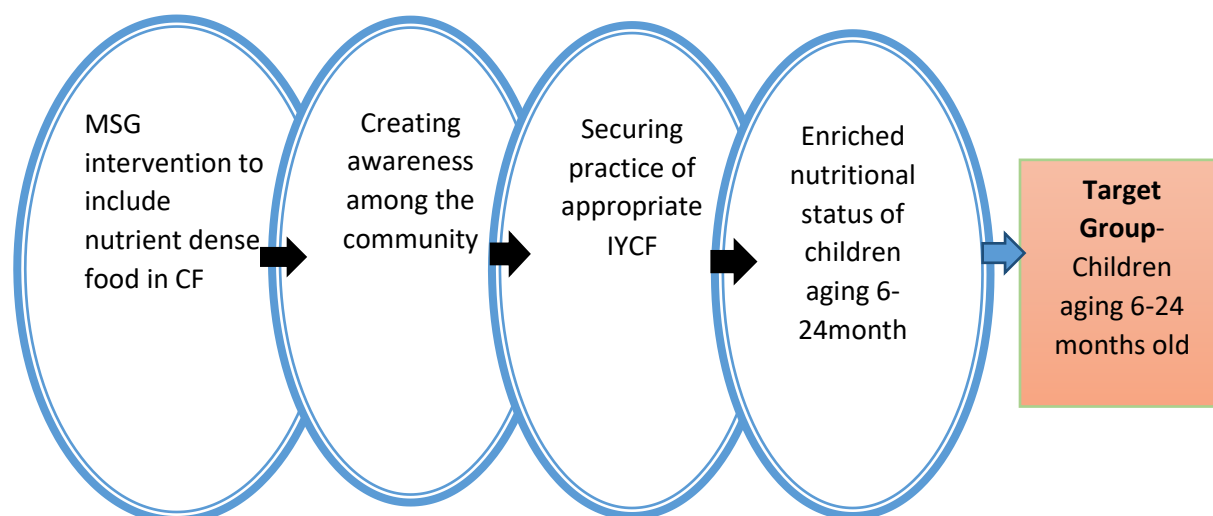 MSG
intervention to
include
nutrient dense
food in CF
Creating
awareness
among the
community
Securing
practice of
appropriate
IYCF
Enriched
nutritional
status of
children
aging 6-
24month
Target
Group-
Children
aging 6-24
months old